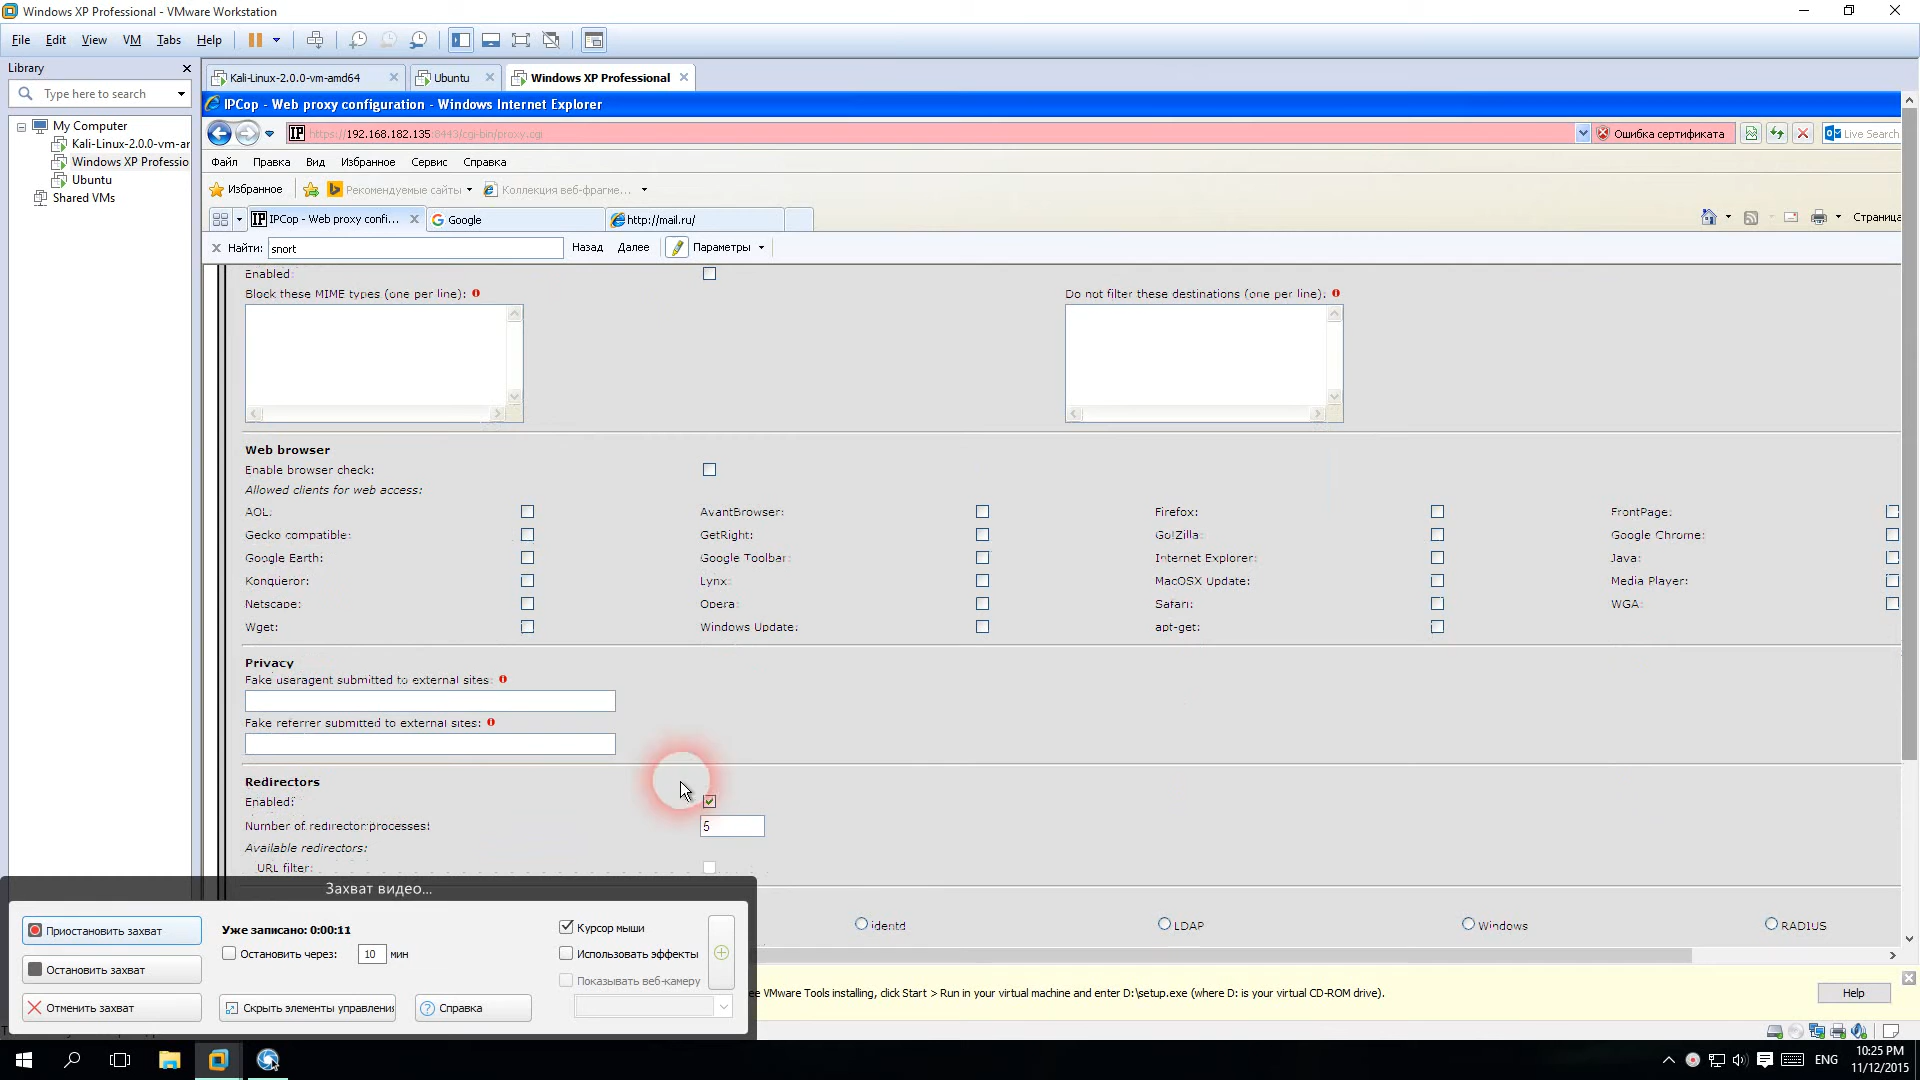 Windows XP Professional - VMware Workstation
File Edit View VM Tabs Help
Library
Type here to search
My Computer
Kali-Linux-2.0.0-vm-ar
Windows XP Professio
Ubuntu
Shared VMs
Kali-Linux-2.0.0-vm-amd64
Ubuntu
Windows XP Professional
IPCop - Web proxy configuration - Windows Internet Explorer
https://192.168.182.135:8443/cgi-bin/proxy.cgi
Ошибка сертификата
Live Search
Файл Правка Вид Избранное Сервис Справка
Избранное
Рекомендуемые сайты
Коллекция веб-фрагме...
IPCop - Web proxy confi...
Google
http://mail.ru/
Страница
Найти: snort
Назад Далее Параметры
Enabled:
Block these MIME types (one per line):
Do not filter these destinations (one per line):
Web browser
Enable browser check:
Allowed clients for web access:
AOL: AvantBrowser: Firefox: FrontPage:
Gecko compatible: GetRight: Go!Zilla: Google Chrome:
Google Earth: Google Toolbar: Internet Explorer: Java:
Konqueror: Lynx: MacOSX Update: Media Player:
Netscape: Opera: Safari: WGA:
Wget: Windows Update: apt-get:
Privacy
Fake useragent submitted to external sites:
Fake referrer submitted to external sites:
Redirectors
Enabled:
Number of redirector processes: 5
Available redirectors:
URL filter:
identd LDAP Windows RADIUS
Захват видео...
Приостановить захват
Остановить захват
Отменить захват
Уже записано: 0:00:11
Остановить через: 10 мин
Скрыть элементы управления
Справка
Курсор мыши
Использовать эффекты
Показывать веб-камеру
ee VMware Tools installing, click Start > Run in your virtual machine and enter D:\setup.exe (where D: is your virtual CD-ROM drive).
Help
ENG
10:25 PM
11/12/2015